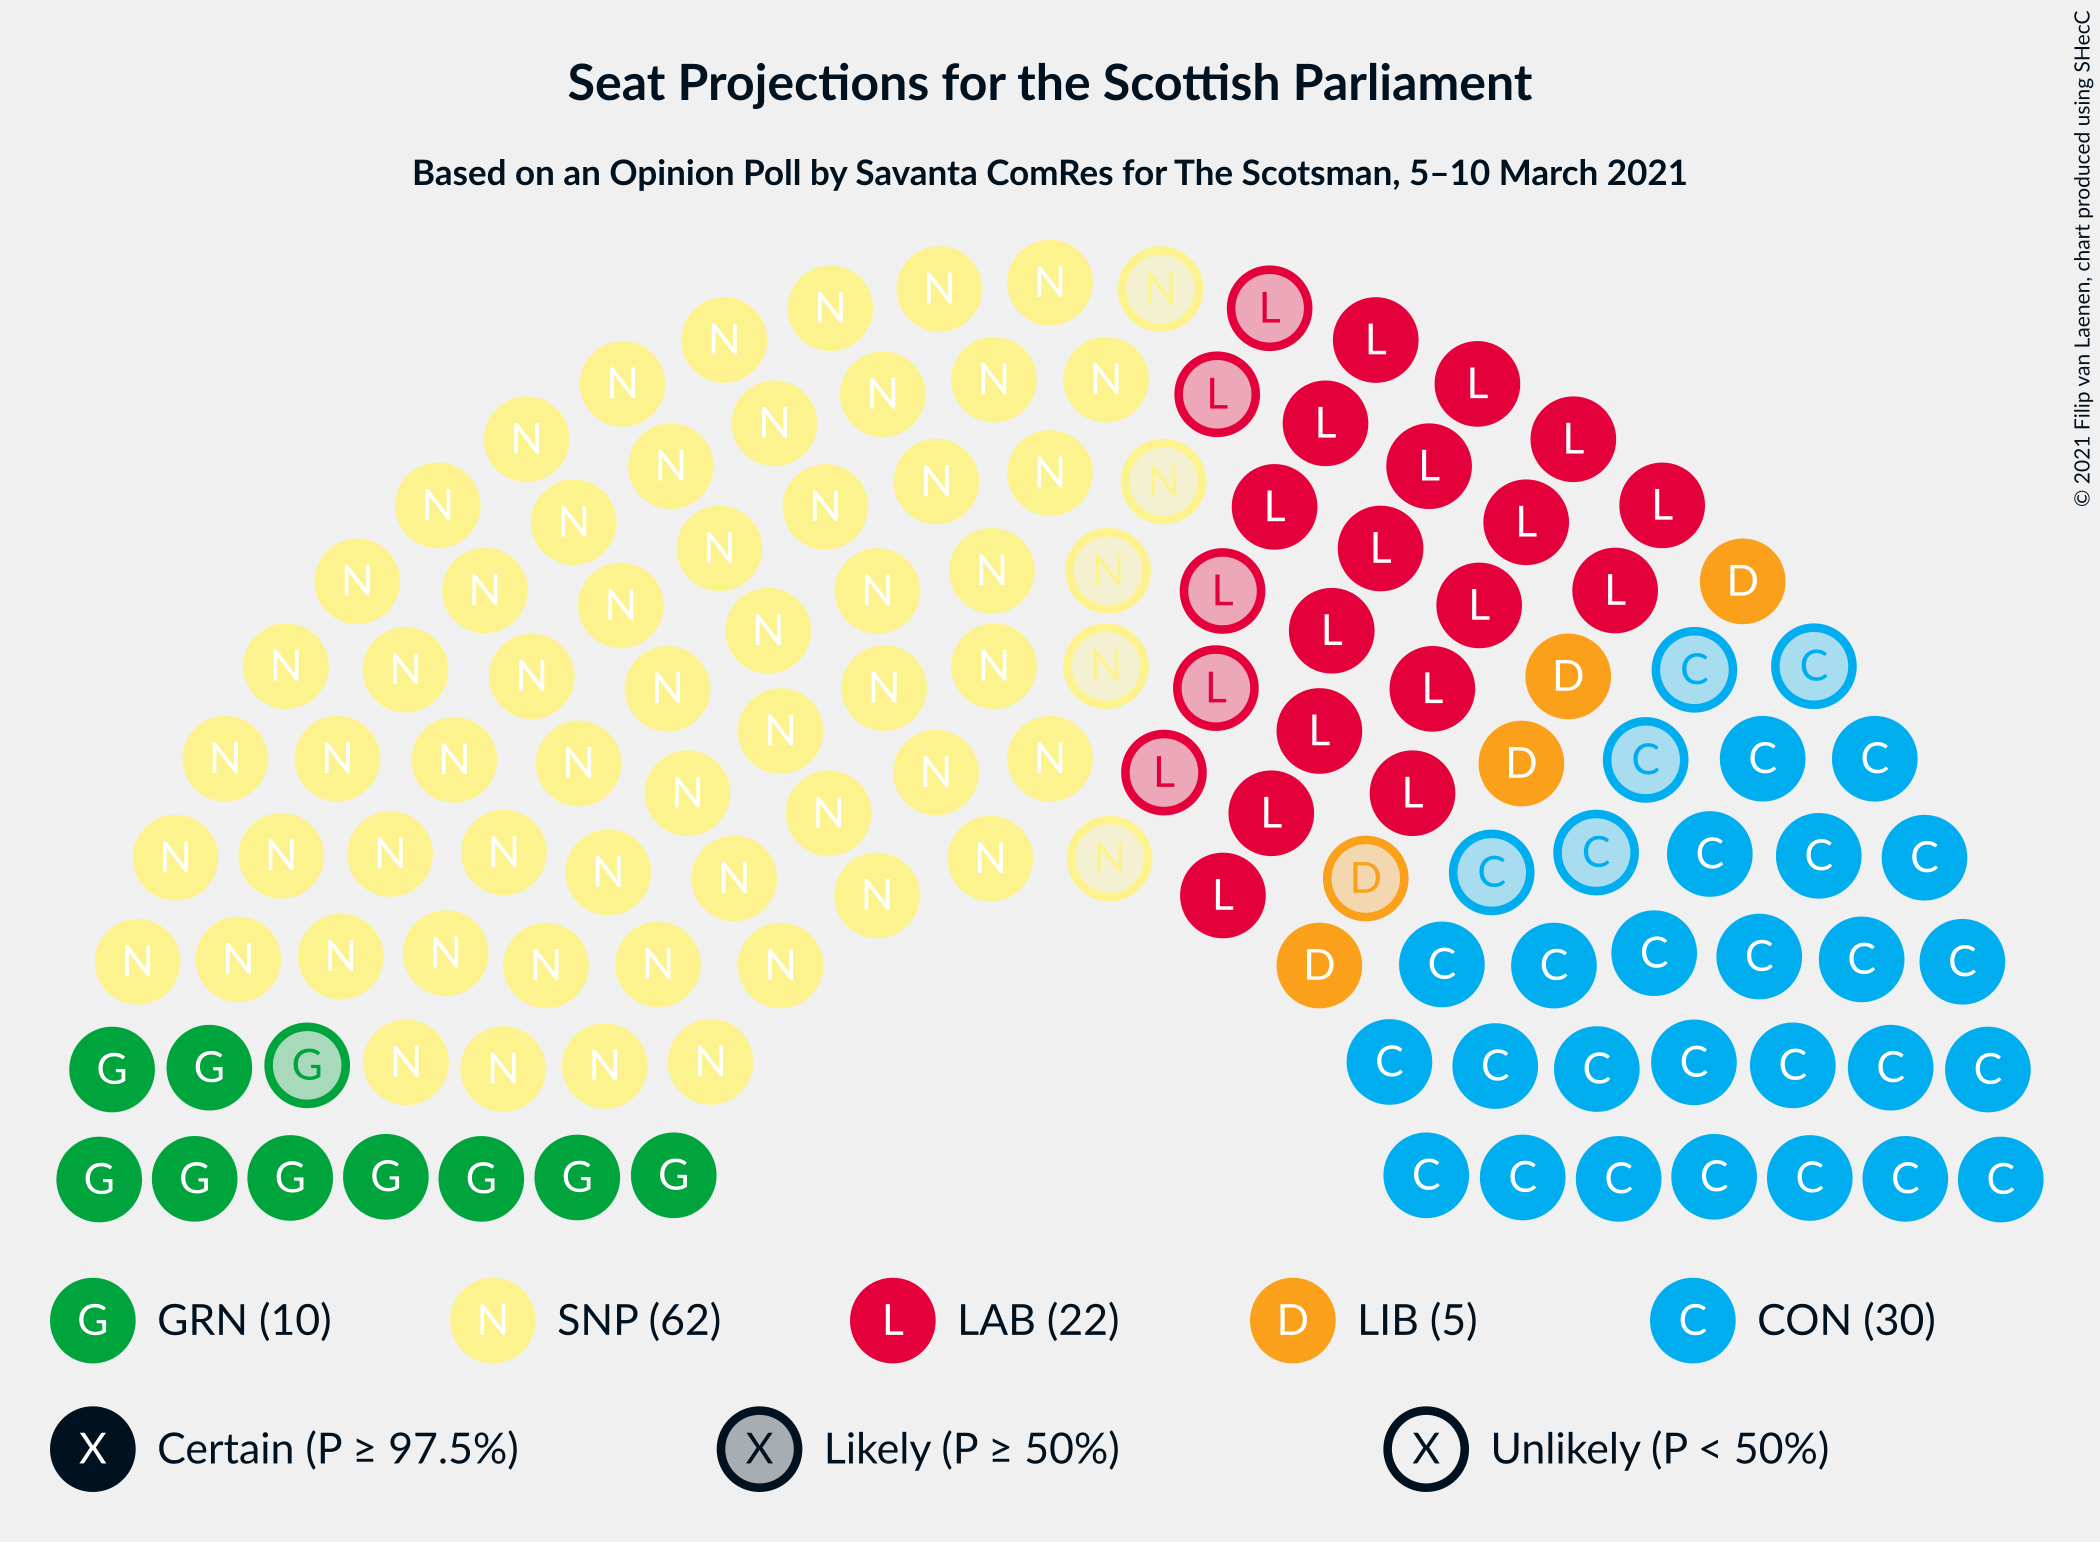 Seat Projections for the Scottish Parliament
Based on an Opinion Poll by Savanta ComRes for The Scotsman, 5–10 March 2021
© 2021 Filip van Laenen, chart produced using SHecC
N N N N L
N N L L
N N N N L L
N N L L
N N N N L L
N N L L
N N N N L L
N N N L D
N N N L L L
N N N N N L D C C
N N N L L D
N N N N N L C C C
N N N L
N N N N N L
N N N N N N L D C C C C C
N N N N N N N D C C C C C C
G G G N N N N C C C C C C C
G G G G G G G C C C C C C C
G GRN (10) N SNP (62) L LAB (22) D LIB (5) C CON (30)
X Certain (P ≥ 97.5%) X Likely (P ≥ 50%) X Unlikely (P < 50%)